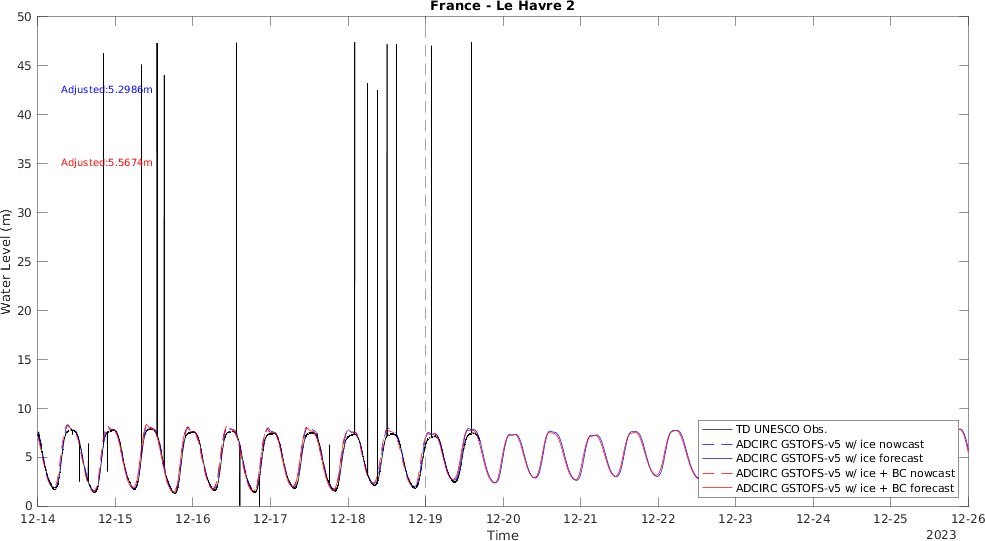 France - Le Havre 2
50
45
40
35
30
25
20
15
10
5
0
Water Level (m)
Adjusted:5.2986m
Adjusted:5.5674m
TD UNESCO Obs.
ADCIRC GSTOFS-v5 w/ ice nowcast
ADCIRC GSTOFS-v5 w/ ice forecast
ADCIRC GSTOFS-v5 w/ ice + BC nowcast
ADCIRC GSTOFS-v5 w/ ice + BC forecast
12-14 12-15 12-16 12-17 12-18 12-19 12-20 12-21 12-22 12-23 12-24 12-25 12-26
Time
2023